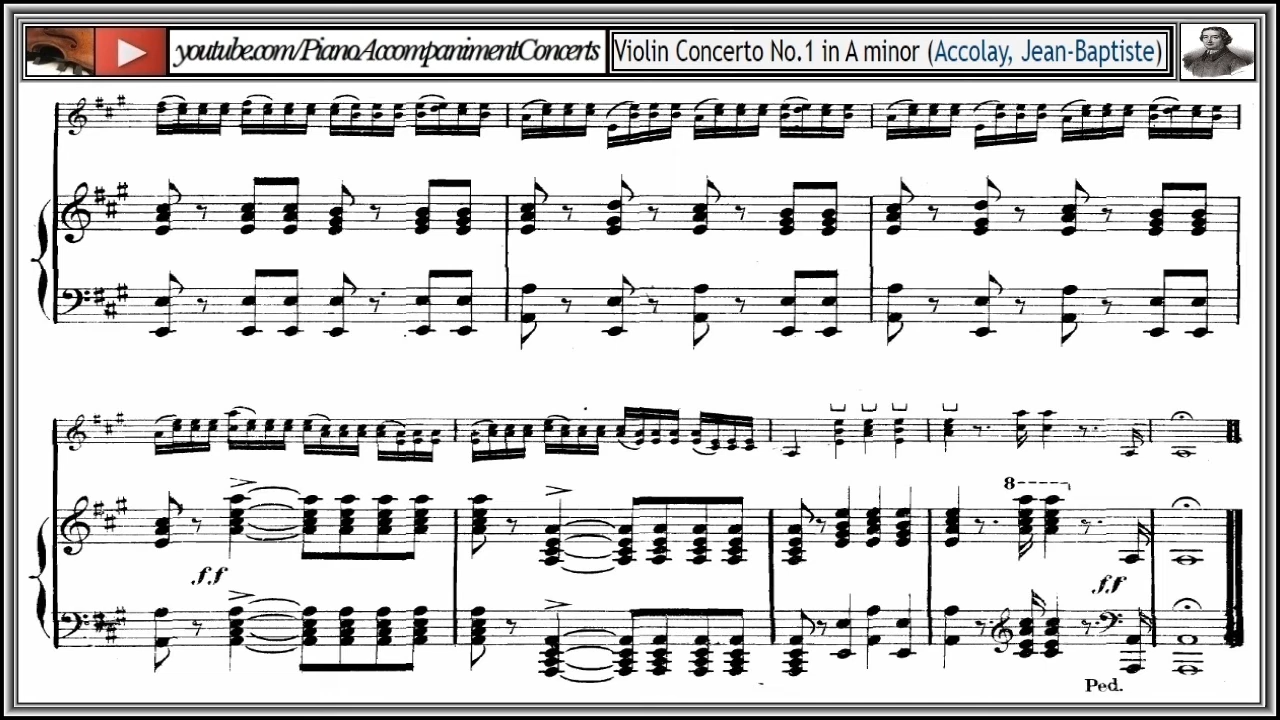 youtube.com/PianoAccompanimentConcerts
Violin Concerto No.1 in A minor (Accolay, Jean-Baptiste)
ff
8
ff
Ped.